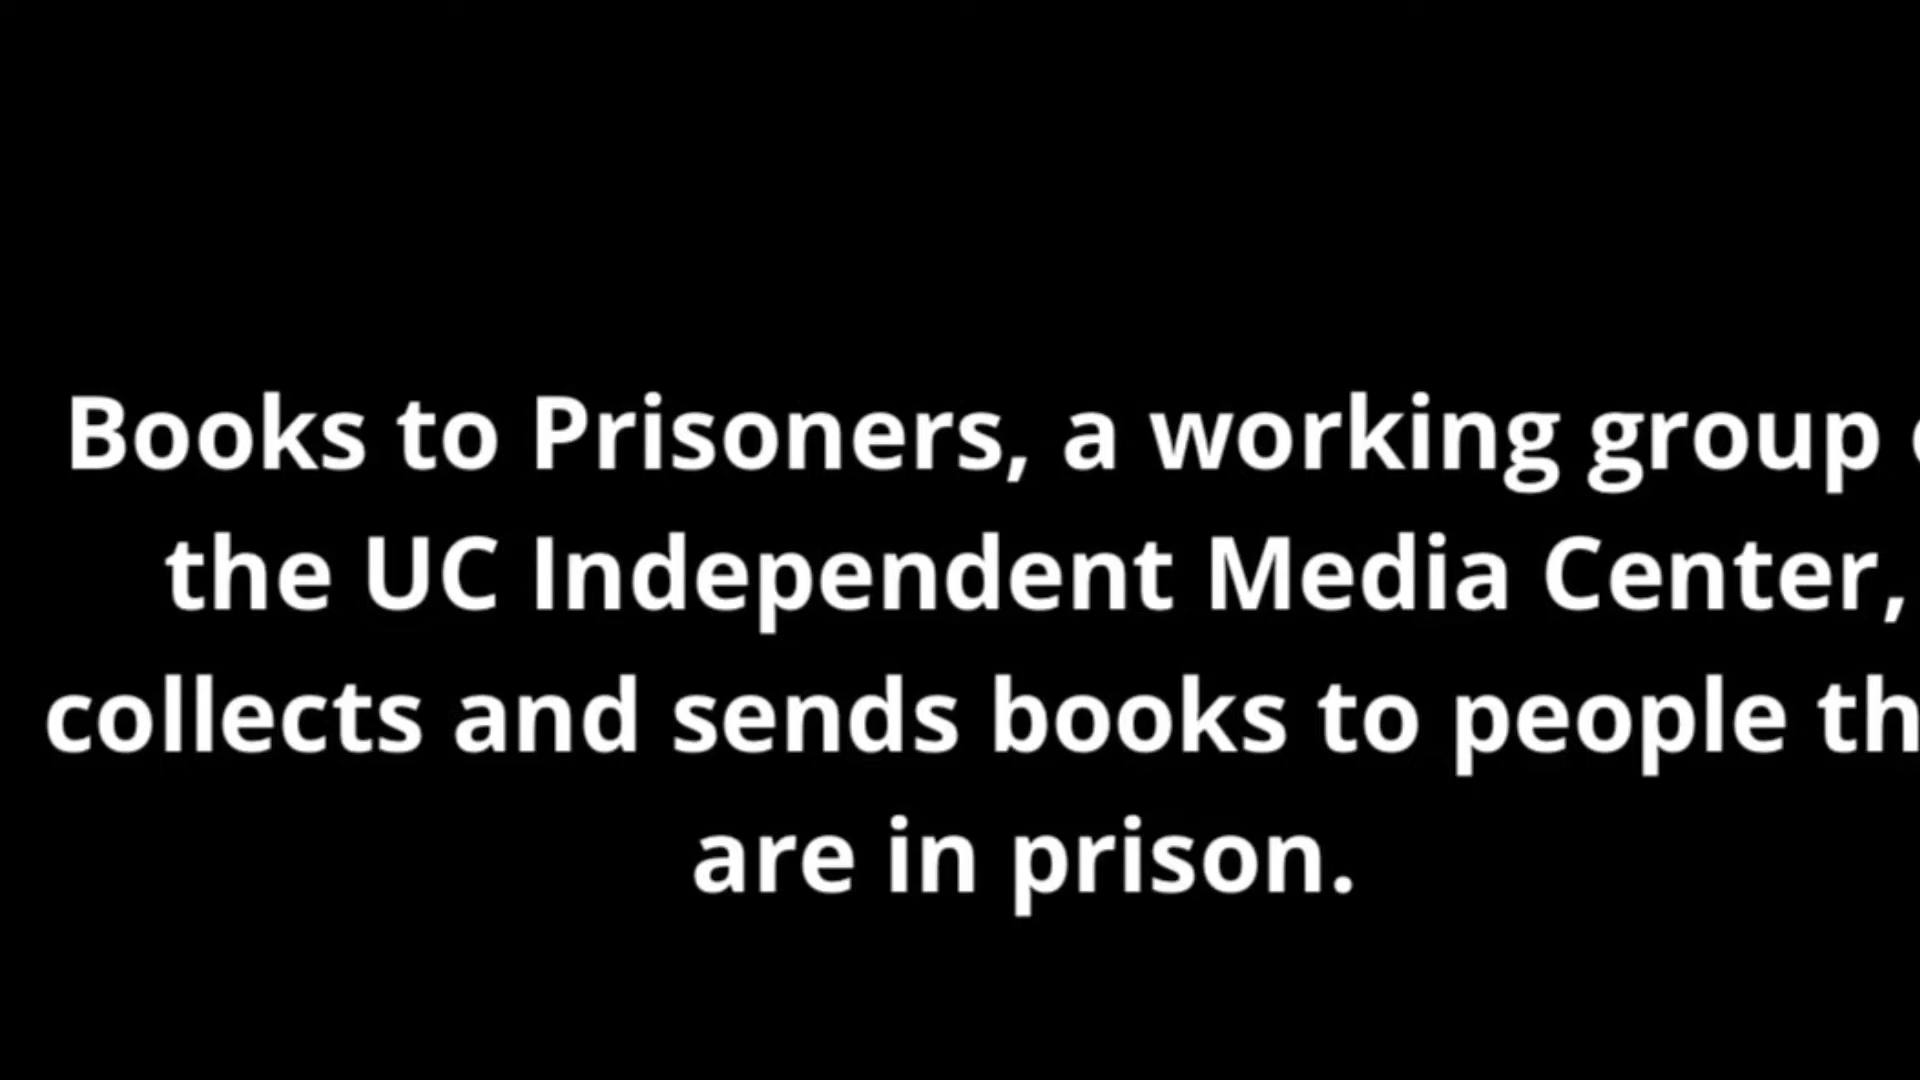 Books to Prisoners, a working group
the UC Independent Media Center,
collects and sends books to people
are in prison.